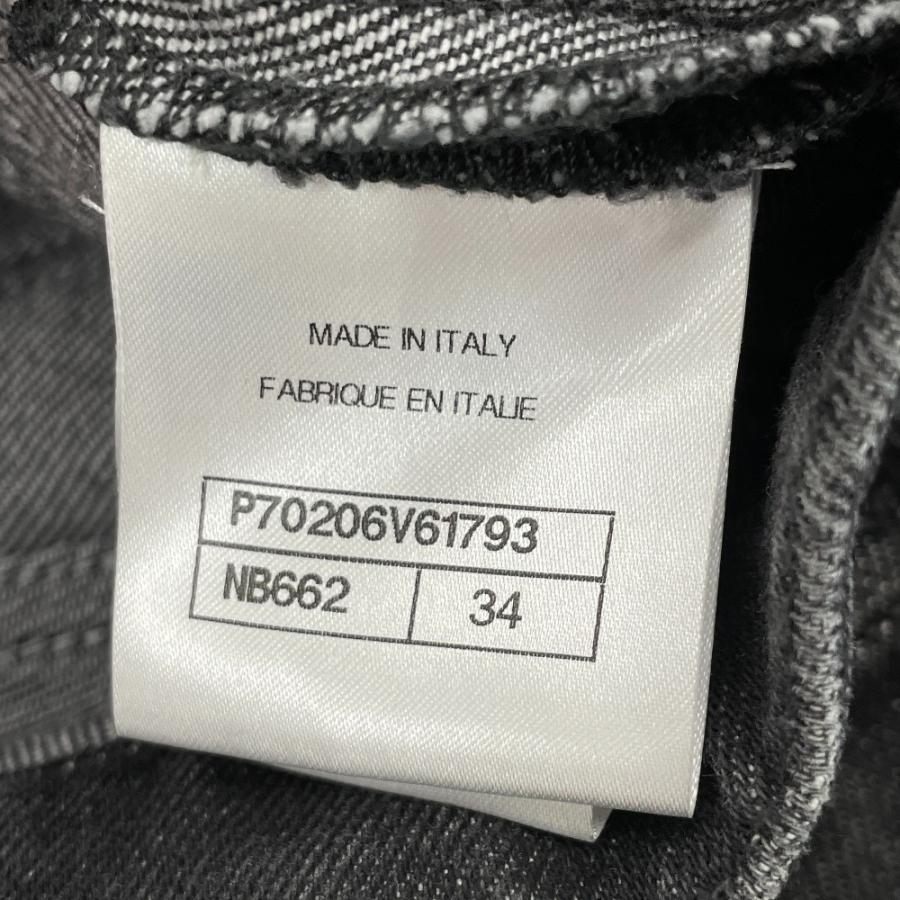 MADE IN ITALY
FABRIQUE EN ITALIE
P70206V61793
NB662 34